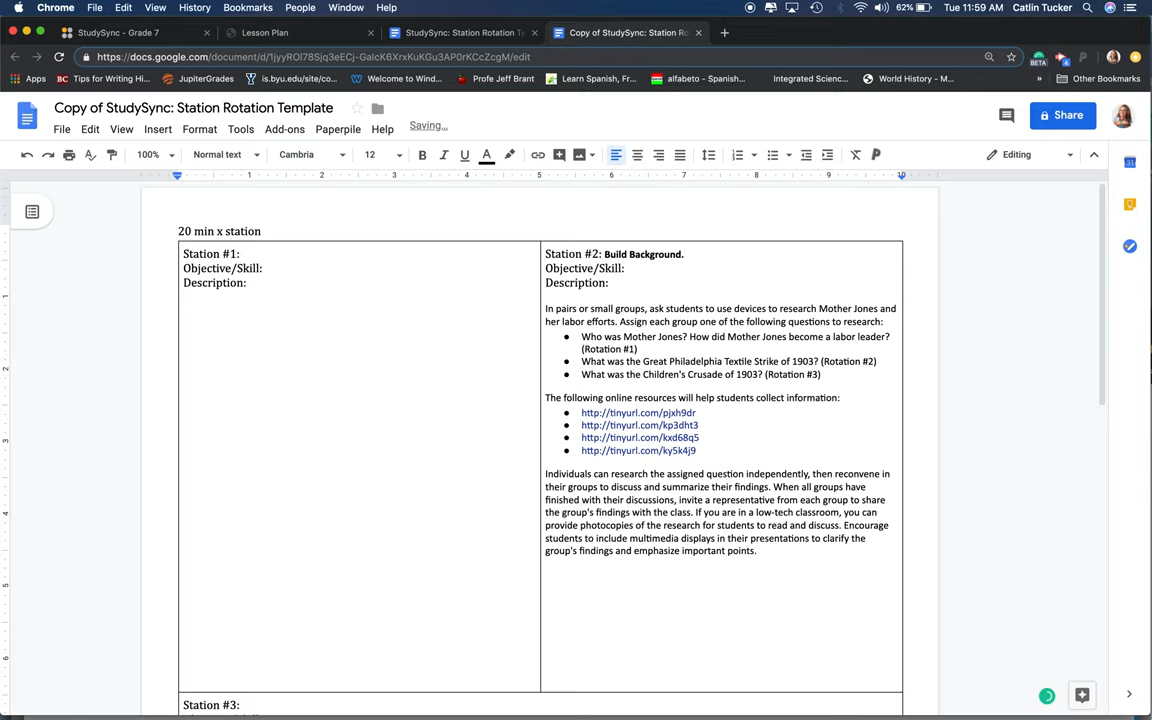 Chrome File Edit View History Bookmarks People Window Help 62% Tue 11:59 AM Catlin Tucker
StudySync - Grade 7 Lesson Plan StudySync: Station Rotation Te Copy of StudySync: Station Ro
https://docs.google.com/document/d/1jyyROl78Sjq3eECj-GaIcK6XrxKuKGu3AP0rKCcZcgM/edit
Apps Tips for Writing Hi... JupiterGrades is.byu.edu/site/co... Welcome to Wind... Profe Jeff Brant Learn Spanish, Fr... alfabeto - Spanish... Integrated Scienc... World History - M... » Other Bookmarks
BETA 4
Copy of StudySync: Station Rotation Template
File Edit View Insert Format Tools Add-ons Paperpile Help Saving... Share
100% Normal text Cambria 12 B I U A Editing
1 2 3 4 5 6 7 8 9 10
20 min x station
Station #1:
Objective/Skill:
Description:
Station #2: Build Background.
Objective/Skill:
Description:
In pairs or small groups, ask students to use devices to research Mother Jones and
her labor efforts. Assign each group one of the following questions to research:
● Who was Mother Jones? How did Mother Jones become a labor leader?
(Rotation #1)
● What was the Great Philadelphia Textile Strike of 1903? (Rotation #2)
● What was the Children's Crusade of 1903? (Rotation #3)
The following online resources will help students collect information:
● http://tinyurl.com/pjxh9dr
● http://tinyurl.com/kp3dht3
● http://tinyurl.com/kxd68q5
● http://tinyurl.com/ky5k4j9
Individuals can research the assigned question independently, then reconvene in
their groups to discuss and summarize their findings. When all groups have
finished with their discussions, invite a representative from each group to share
the group's findings with the class. If you are in a low-tech classroom, you can
provide photocopies of the research for students to read and discuss. Encourage
students to include multimedia displays in their presentations to clarify the
group's findings and emphasize important points.
Station #3: